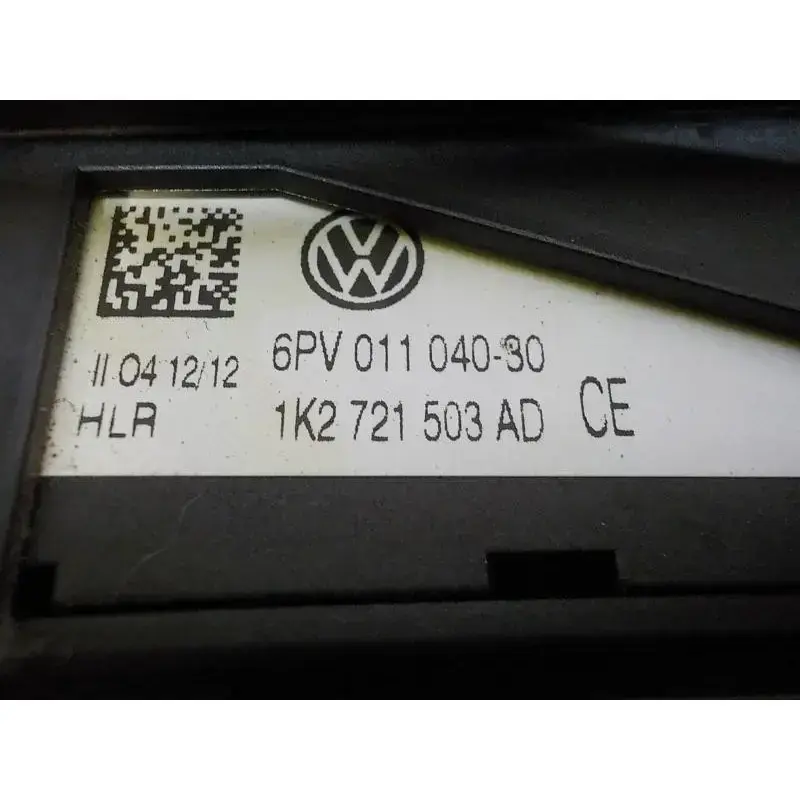 6PV 011 040-30
II 04 12/12
HLR 1K2 721 503 AD CE